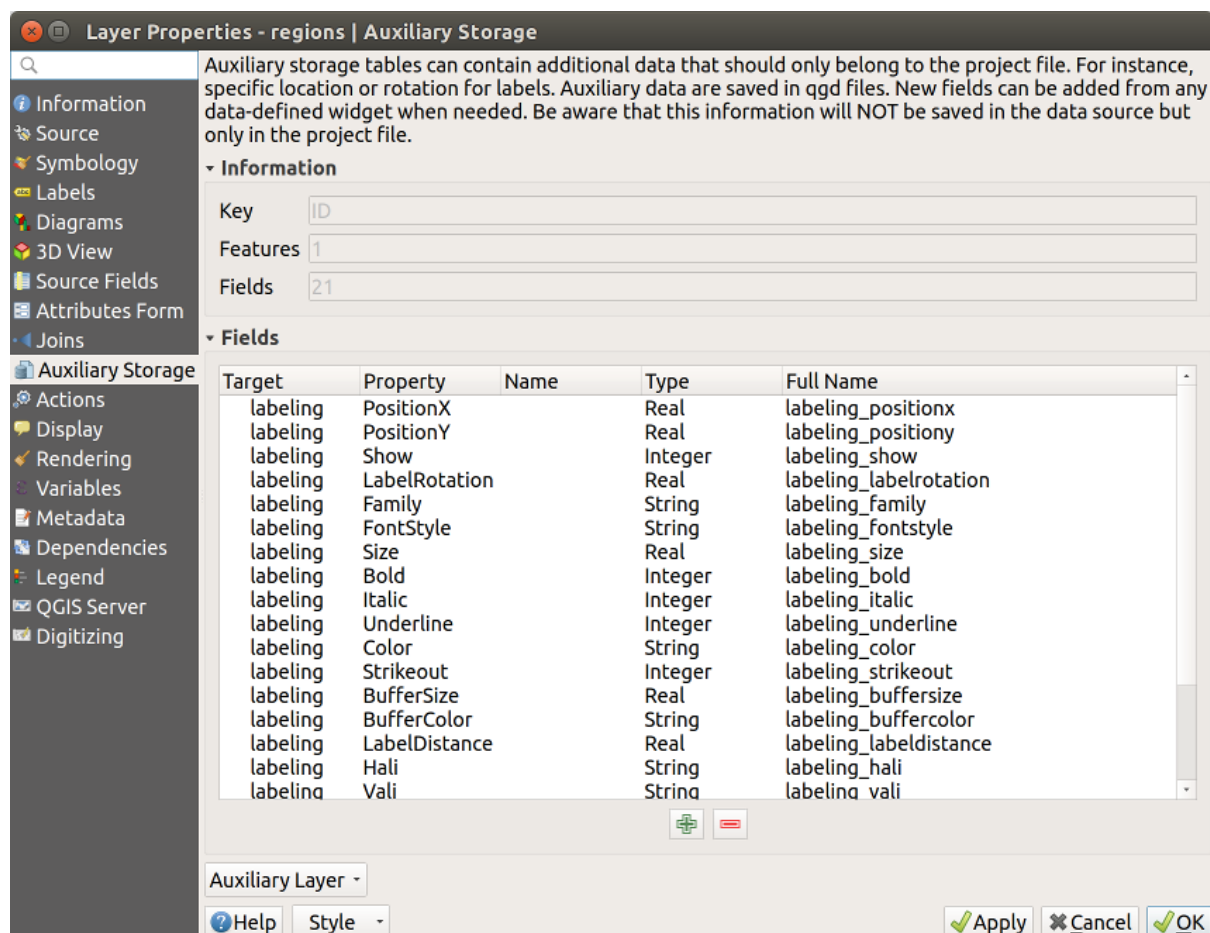 Layer Properties - regions | Auxiliary Storage
Information
Source
Symbology
Labels
Diagrams
3D View
Source Fields
Attributes Form
Joins
Auxiliary Storage
Actions
Display
Rendering
Variables
Metadata
Dependencies
Legend
QGIS Server
Digitizing
Auxiliary storage tables can contain additional data that should only belong to the project file. For instance,
specific location or rotation for labels. Auxiliary data are saved in qgd files. New fields can be added from any
data-defined widget when needed. Be aware that this information will NOT be saved in the data source but
only in the project file.
Information
Key ID
Features 1
Fields 21
Fields
Target Property Name Type Full Name
labeling PositionX Real labeling_positionx
labeling PositionY Real labeling_positiony
labeling Show Integer labeling_show
labeling LabelRotation Real labeling_labelrotation
labeling Family String labeling_family
labeling FontStyle String labeling_fontstyle
labeling Size Real labeling_size
labeling Bold Integer labeling_bold
labeling Italic Integer labeling_italic
labeling Underline Integer labeling_underline
labeling Color String labeling_color
labeling Strikeout Integer labeling_strikeout
labeling BufferSize Real labeling_buffersize
labeling BufferColor String labeling_buffercolor
labeling LabelDistance Real labeling_labeldistance
labeling Hali String labeling_hali
labeling Vali String labeling_vali
Auxiliary Layer
Help Style Apply Cancel OK